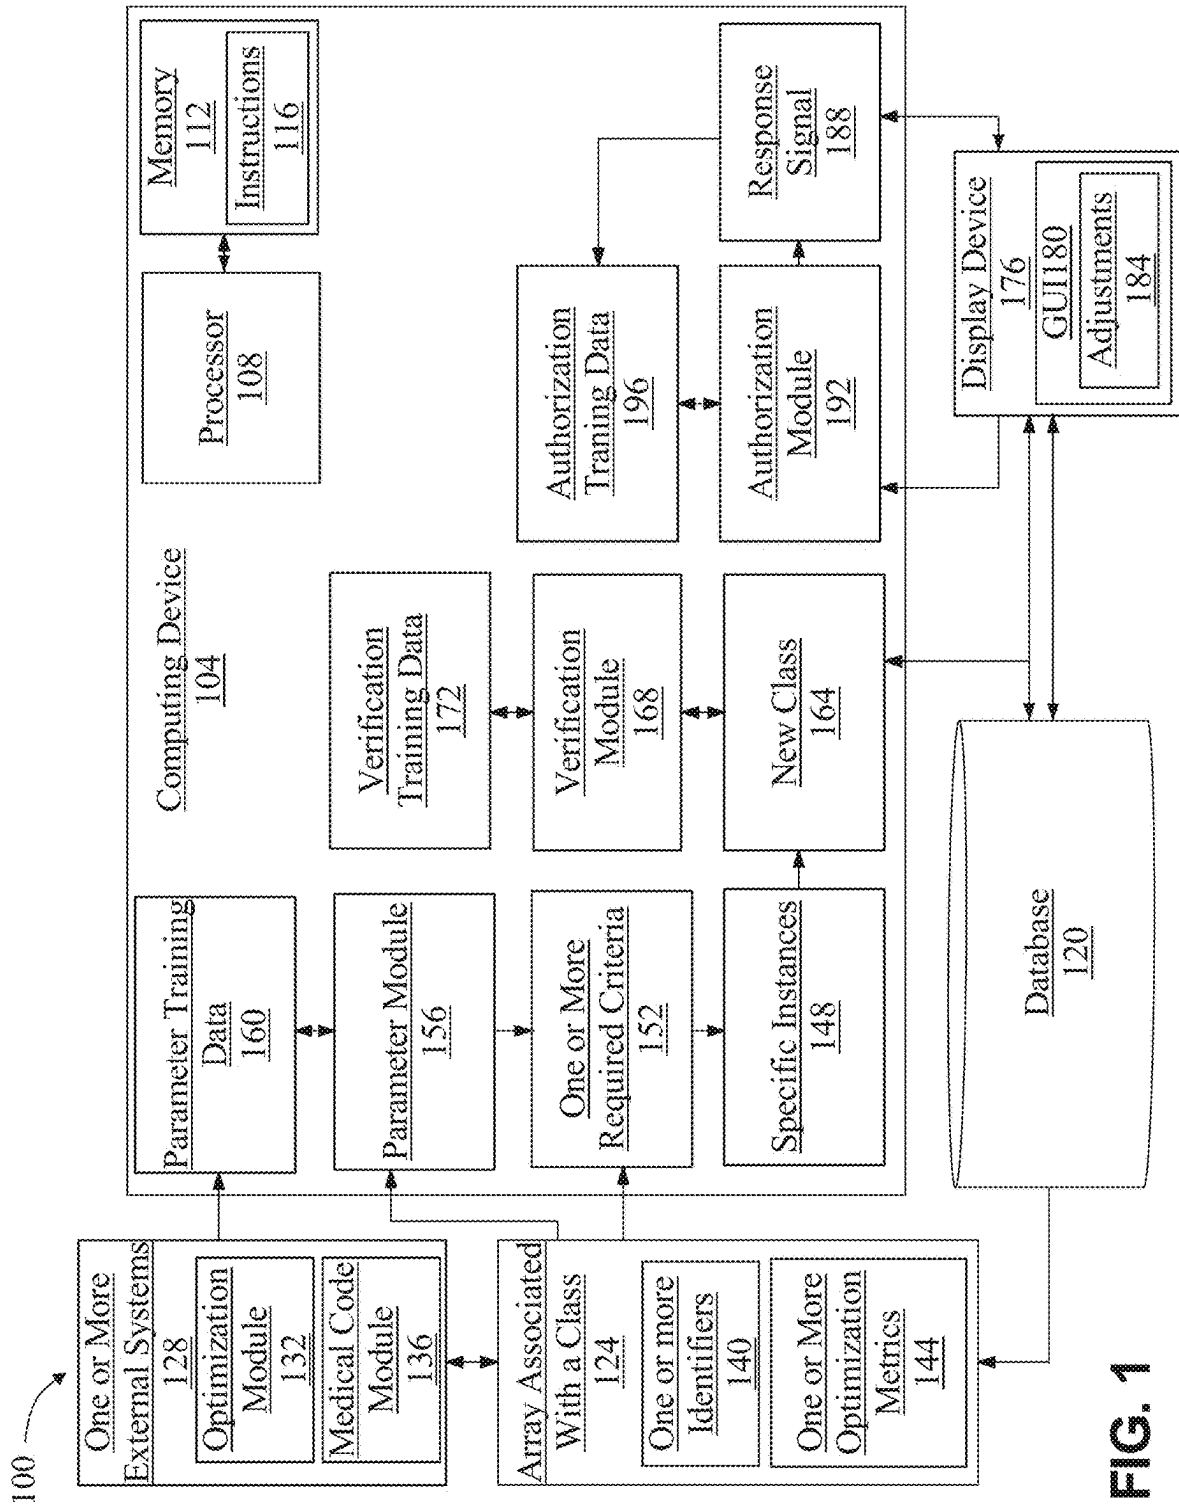 100
One or More
External Systems
128
Optimization
Module
132
Medical Code
Module
136
Array Associated
With a Class
124
One or more
Identifiers
140
One or More
Optimization
Metrics
144
Computing Device
104
Parameter Training
Data
160
Parameter Module
156
One or More
Required Criteria
152
Specific Instances
148
Verification
Training Data
172
Verification
Module
168
New Class
164
Processor
108
Memory
112
Instructions
116
Authorization
Traning Data
196
Authorization
Module
192
Response
Signal
188
Database
120
Display Device
176
GUI180
Adjustments
184
FIG. 1